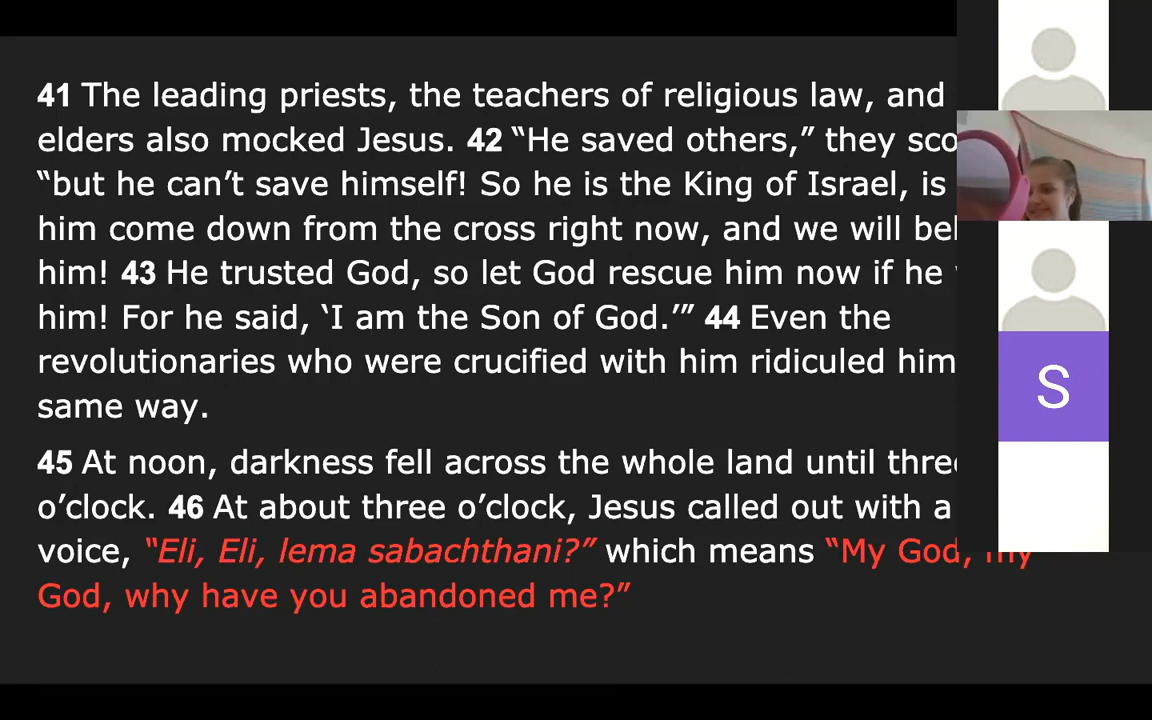 41 The leading priests, the teachers of religious law, and
elders also mocked Jesus. 42 “He saved others,” they sco
“but he can’t save himself! So he is the King of Israel, is
him come down from the cross right now, and we will bel
him! 43 He trusted God, so let God rescue him now if he
him! For he said, ‘I am the Son of God.’” 44 Even the
revolutionaries who were crucified with him ridiculed him
same way.
45 At noon, darkness fell across the whole land until three
o’clock. 46 At about three o’clock, Jesus called out with a
voice, “Eli, Eli, lema sabachthani?” which means “My God, my
God, why have you abandoned me?”
S